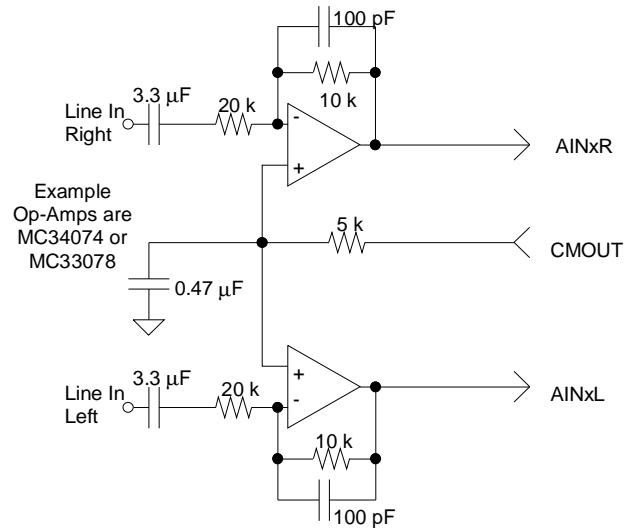 100 pF
10 k
3.3 μF
20 k
Line In
Right
-
+
AINxR
Example
Op-Amps are
MC34074 or
MC33078
5 k
CMOUT
0.47 μF
3.3 μF
20 k
Line In
Left
+
-
AINxL
10 k
100 pF